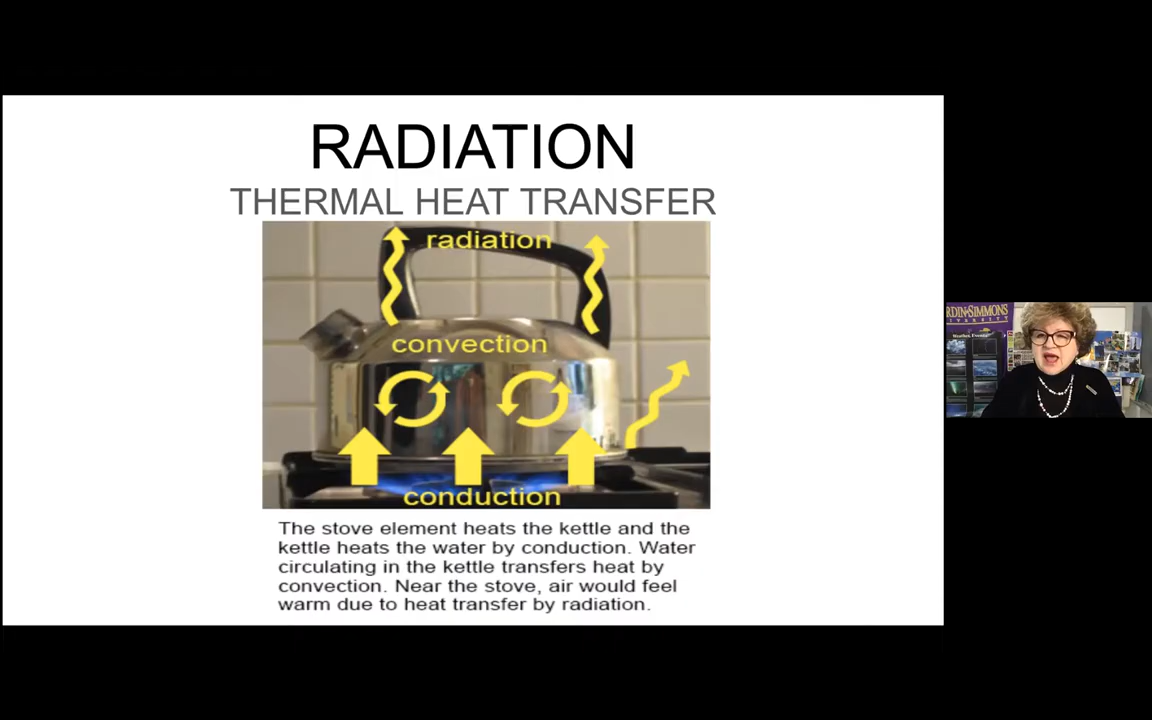 RADIATION
THERMAL HEAT TRANSFER
radiation
convection
conduction
The stove element heats the kettle and the
kettle heats the water by conduction. Water
circulating in the kettle transfers heat by
convection. Near the stove, air would feel
warm due to heat transfer by radiation.
RDIN-SIMMONS